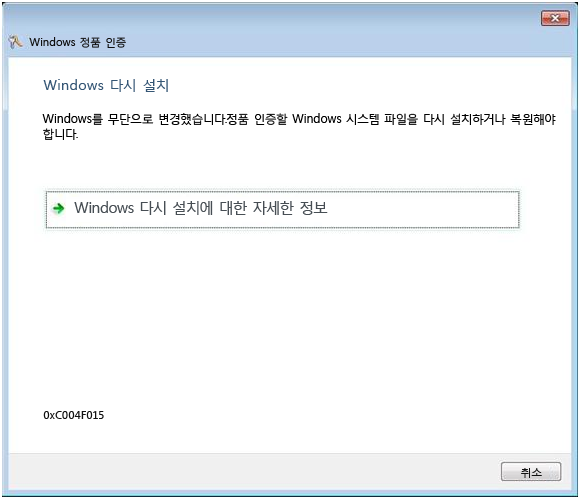 Windows 정품 인증
Windows 다시 설치
Windows를 무단으로 변경했습니다.정품 인증할 Windows 시스템 파일을 다시 설치하거나 복원해야
합니다.
Windows 다시 설치에 대한 자세한 정보
0xC004F015
취소